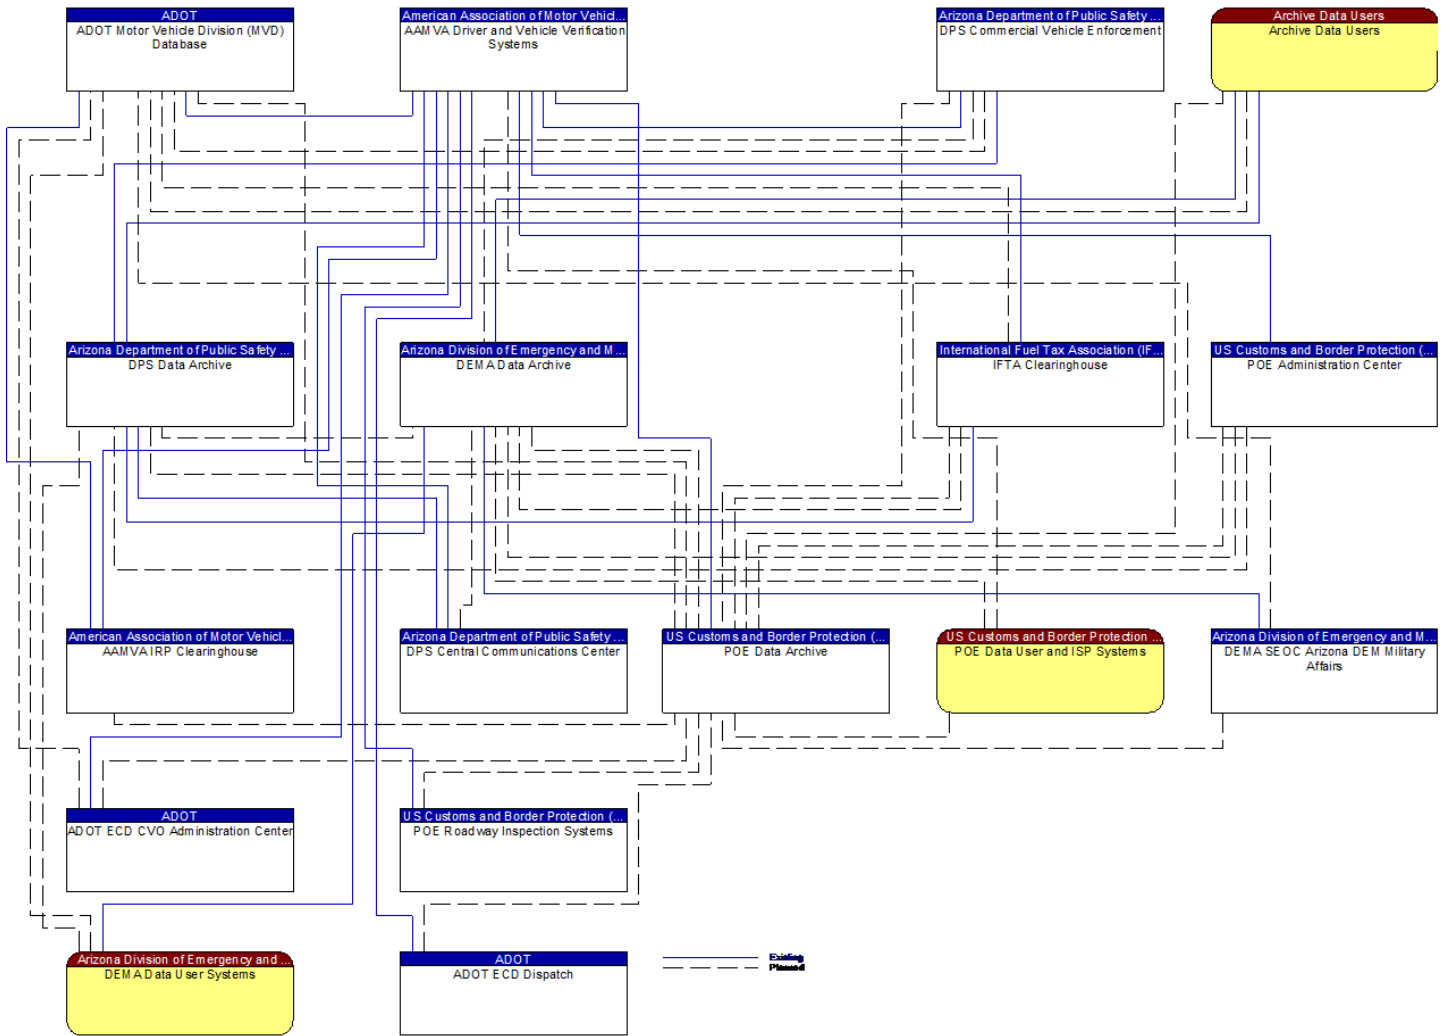 ADOT
ADOT Motor Vehicle Division (MVD)
Database
American Association of Motor Vehicl...
AAMVA Driver and Vehicle Verification
Systems
Arizona Department of Public Safety ...
DPS Commercial Vehicle Enforcement
Archive Data Users
Archive Data Users
Arizona Department of Public Safety ...
DPS Data Archive
Arizona Division of Emergency and M...
DEMA Data Archive
International Fuel Tax Association (IF...
IFTA Clearinghouse
US Customs and Border Protection (...
POE Administration Center
American Association of Motor Vehicl...
AAMVA IRP Clearinghouse
Arizona Department of Public Safety ...
DPS Central Communications Center
US Customs and Border Protection (...
POE Data Archive
US Customs and Border Protection ...
POE Data User and ISP Systems
Arizona Division of Emergency and M...
DEMA SEOC Arizona DEM Military
Affairs
ADOT
ADOT ECD CVO Administration Center
US Customs and Border Protection (...
POE Roadway Inspection Systems
Arizona Division of Emergency and ...
DEMA Data User Systems
ADOT
ADOT ECD Dispatch
Existing
Planned